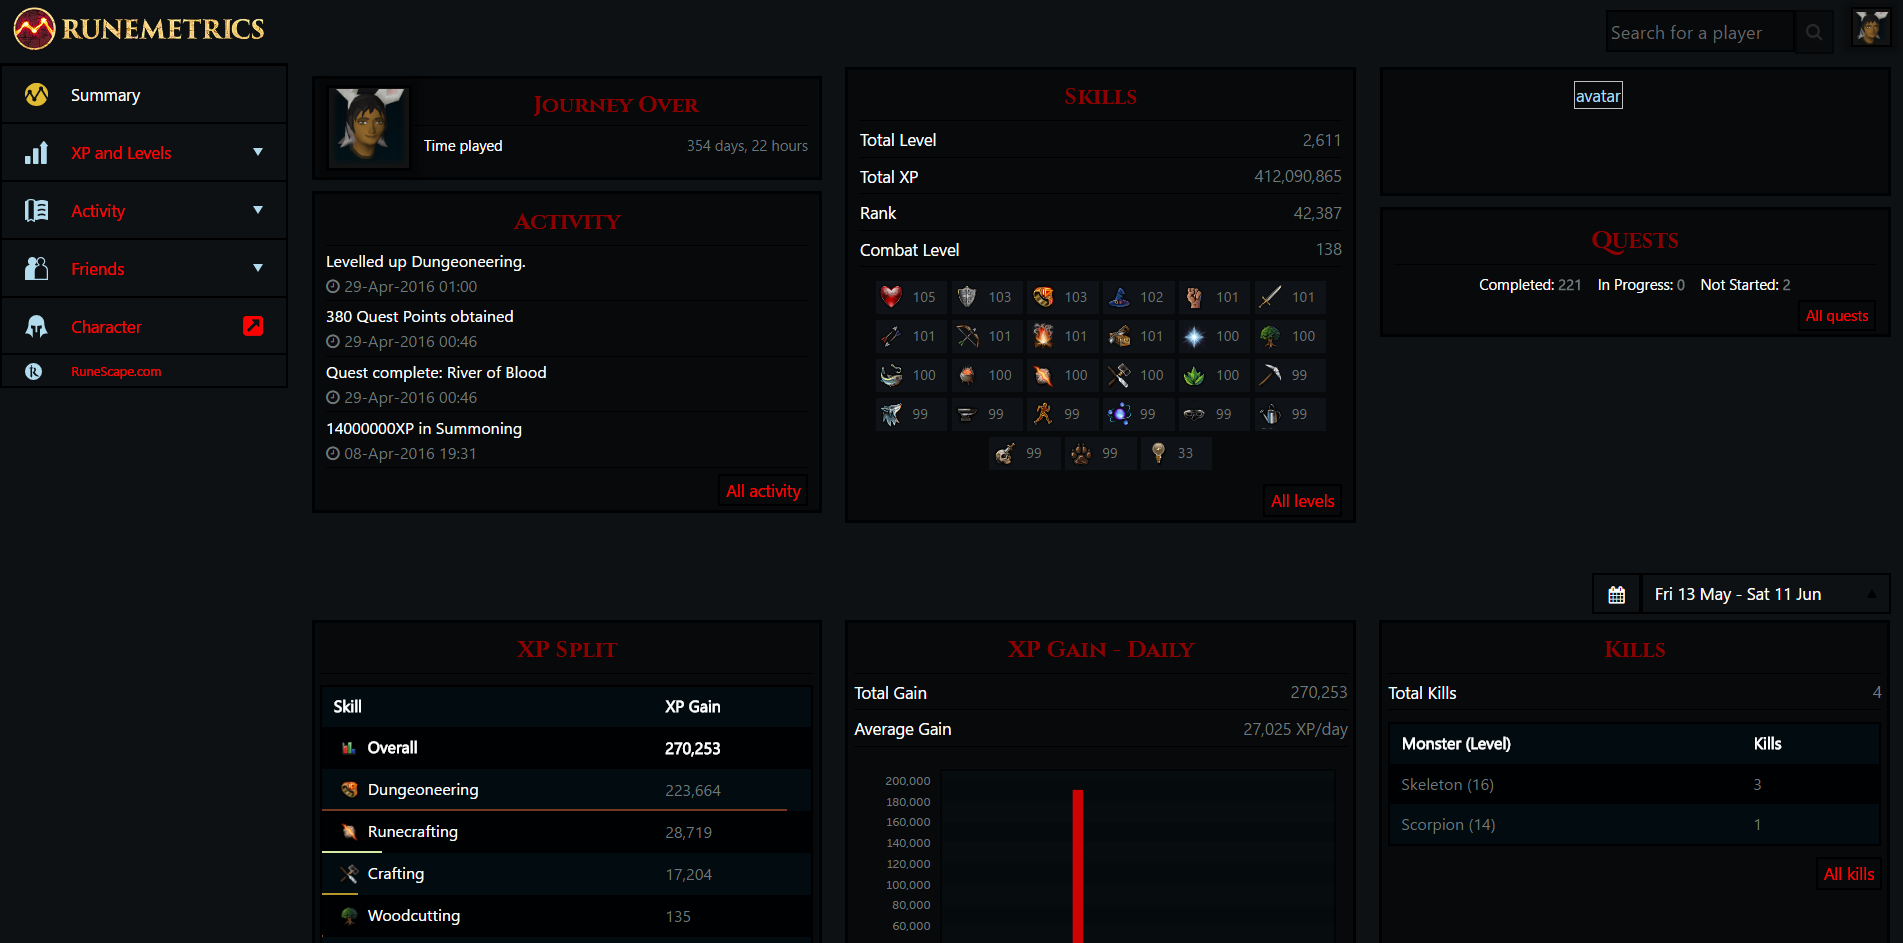 RUNEMETRICS
Search for a player
Summary
XP and Levels
Activity
Friends
Character
RuneScape.com
Journey Over
Time played 354 days, 22 hours
Activity
Levelled up Dungeoneering.
29-Apr-2016 01:00
380 Quest Points obtained
29-Apr-2016 00:46
Quest complete: River of Blood
29-Apr-2016 00:46
14000000XP in Summoning
08-Apr-2016 19:31
All activity
Skills
Total Level 2,611
Total XP 412,090,865
Rank 42,387
Combat Level 138
105 103 103 102 101 101
101 101 101 101 100 100
100 100 100 100 100 99
99 99 99 99 99 99
99 99 33
All levels
avatar
Quests
Completed: 221 In Progress: 0 Not Started: 2
All quests
Fri 13 May - Sat 11 Jun
XP Split
Skill XP Gain
Overall 270,253
Dungeoneering 223,664
Runecrafting 28,719
Crafting 17,204
Woodcutting 135
XP Gain - Daily
Total Gain 270,253
Average Gain 27,025 XP/day
200,000
180,000
160,000
140,000
120,000
100,000
80,000
60,000
Kills
Total Kills 4
Monster (Level) Kills
Skeleton (16) 3
Scorpion (14) 1
All kills